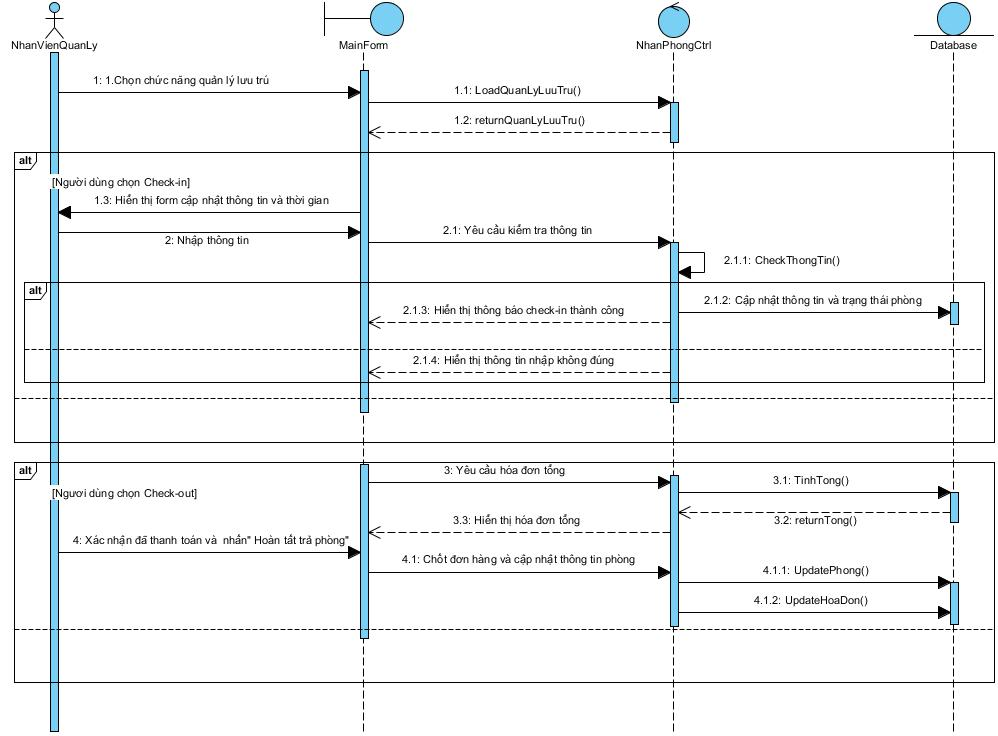 NhanVienQuanLy
MainForm
NhanPhongCtrl
Database
1: 1.Chọn chức năng quản lý lưu trú
1.1: LoadQuanLyLuuTru()
1.2: returnQuanLyLuuTru()
alt
[Người dùng chọn Check-in]
1.3: Hiển thị form cập nhật thông tin và thời gian
2: Nhập thông tin
2.1: Yêu cầu kiểm tra thông tin
2.1.1: CheckThongTin()
alt
2.1.2: Cập nhật thông tin và trạng thái phòng
2.1.3: Hiển thị thông báo check-in thành công
2.1.4: Hiển thị thông tin nhập không đúng
alt
3: Yêu cầu hóa đơn tổng
[Ngươi dùng chọn Check-out]
3.1: TinhTong()
3.2: returnTong()
3.3: Hiển thị hóa đơn tổng
4: Xác nhận đã thanh toán và nhấn" Hoàn tất trả phòng"
4.1: Chốt đơn hàng và cập nhật thông tin phòng
4.1.1: UpdatePhong()
4.1.2: UpdateHoaDon()